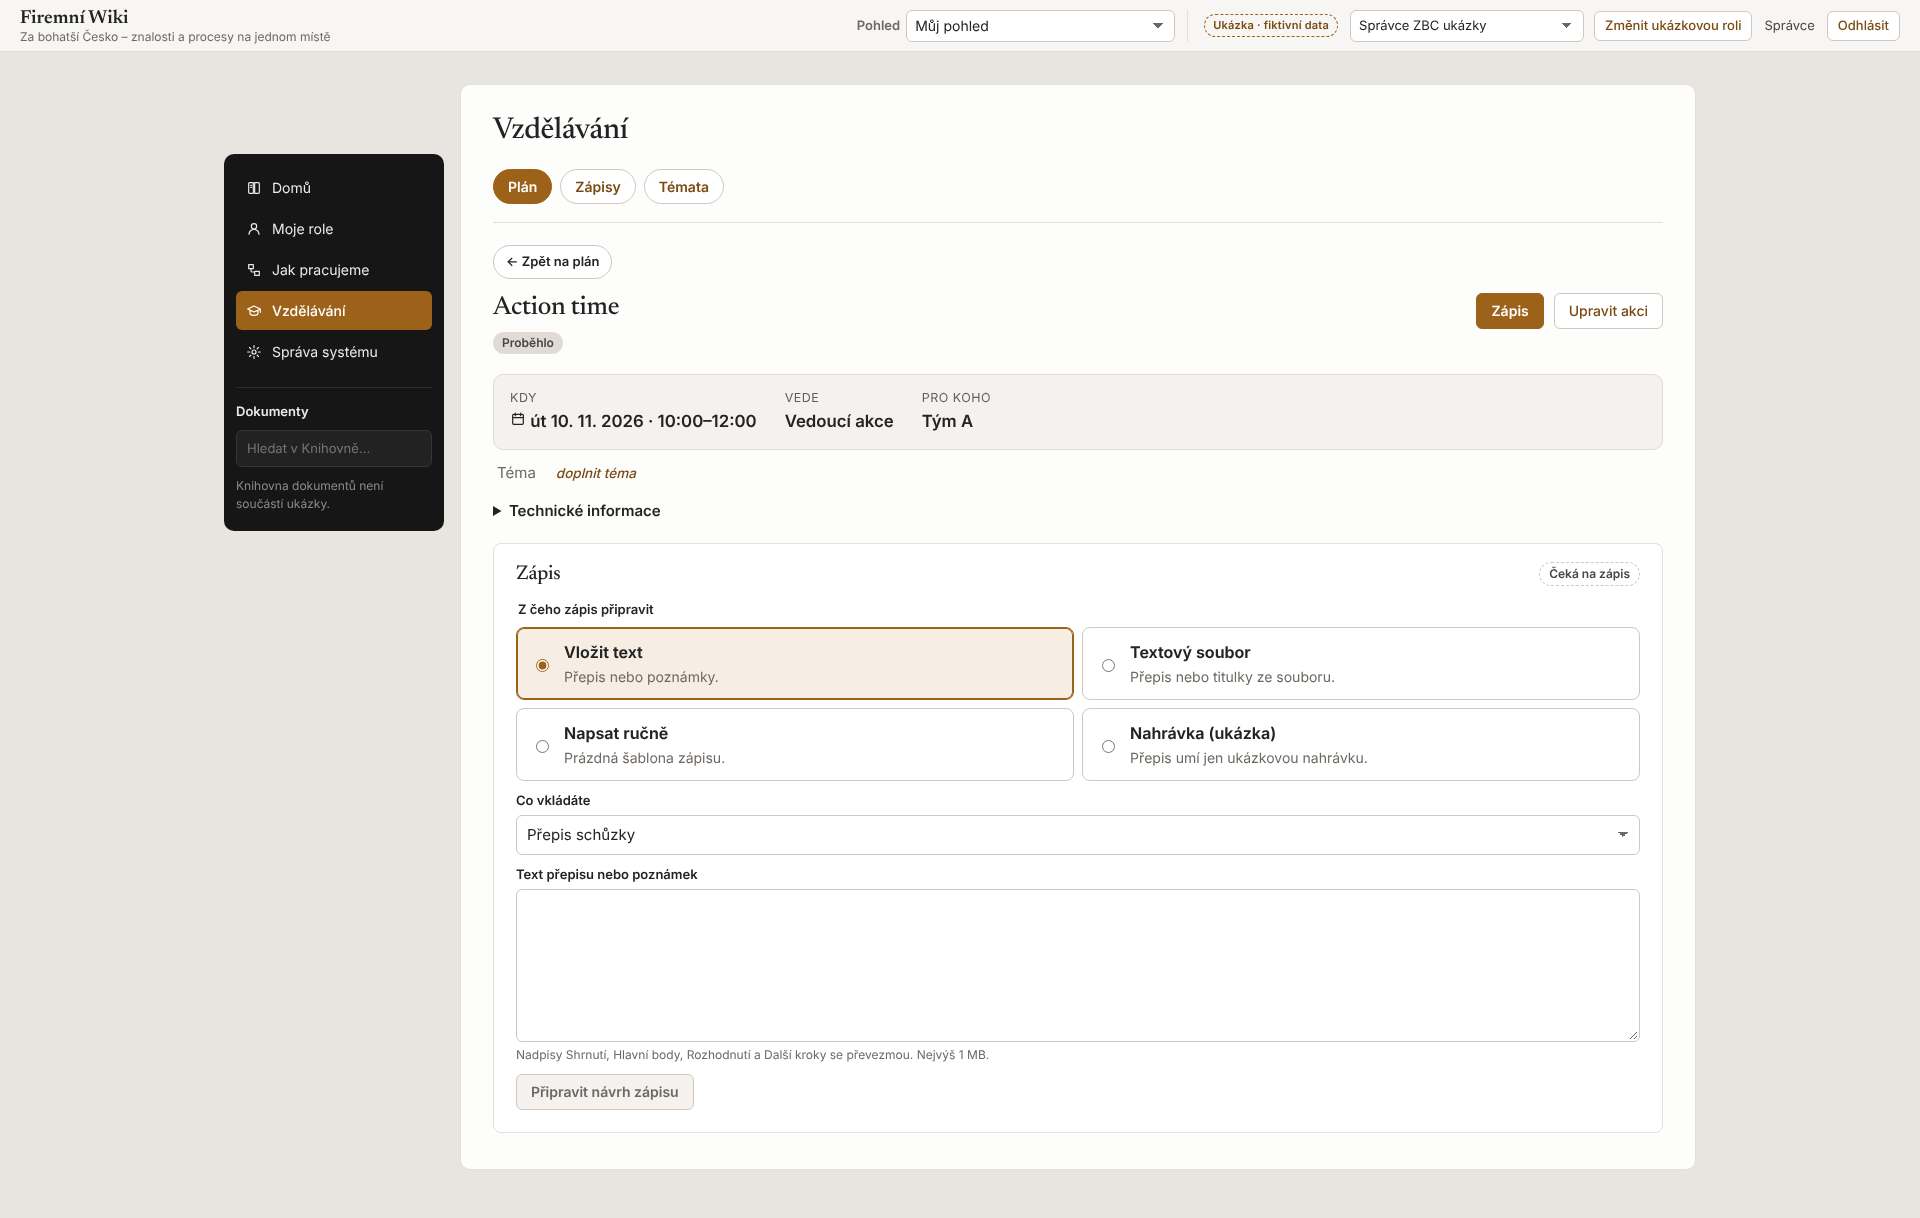 Firemní Wiki
Za bohatší Česko – znalosti a procesy na jednom místě
Pohled
Můj pohled
Ukázka · fiktivní data
Správce ZBC ukázky
Změnit ukázkovou roli
Správce
Odhlásit
Domů
Moje role
Jak pracujeme
Vzdělávání
Správa systému
Dokumenty
Hledat v Knihovně...
Knihovna dokumentů není
součástí ukázky.
Vzdělávání
Plán
Zápisy
Témata
← Zpět na plán
Action time
Proběhlo
Zápis
Upravit akci
KDY
út 10. 11. 2026 · 10:00–12:00
VEDE
Vedoucí akce
PRO KOHO
Tým A
Téma
doplnit téma
Technické informace
Zápis
Čeká na zápis
Z čeho zápis připravit
Vložit text
Přepis nebo poznámky.
Textový soubor
Přepis nebo titulky ze souboru.
Napsat ručně
Prázdná šablona zápisu.
Nahrávka (ukázka)
Přepis umí jen ukázkovou nahrávku.
Co vkládáte
Přepis schůzky
Text přepisu nebo poznámek
Nadpisy Shrnutí, Hlavní body, Rozhodnutí a Další kroky se převezmou. Nejvýš 1 MB.
Připravit návrh zápisu